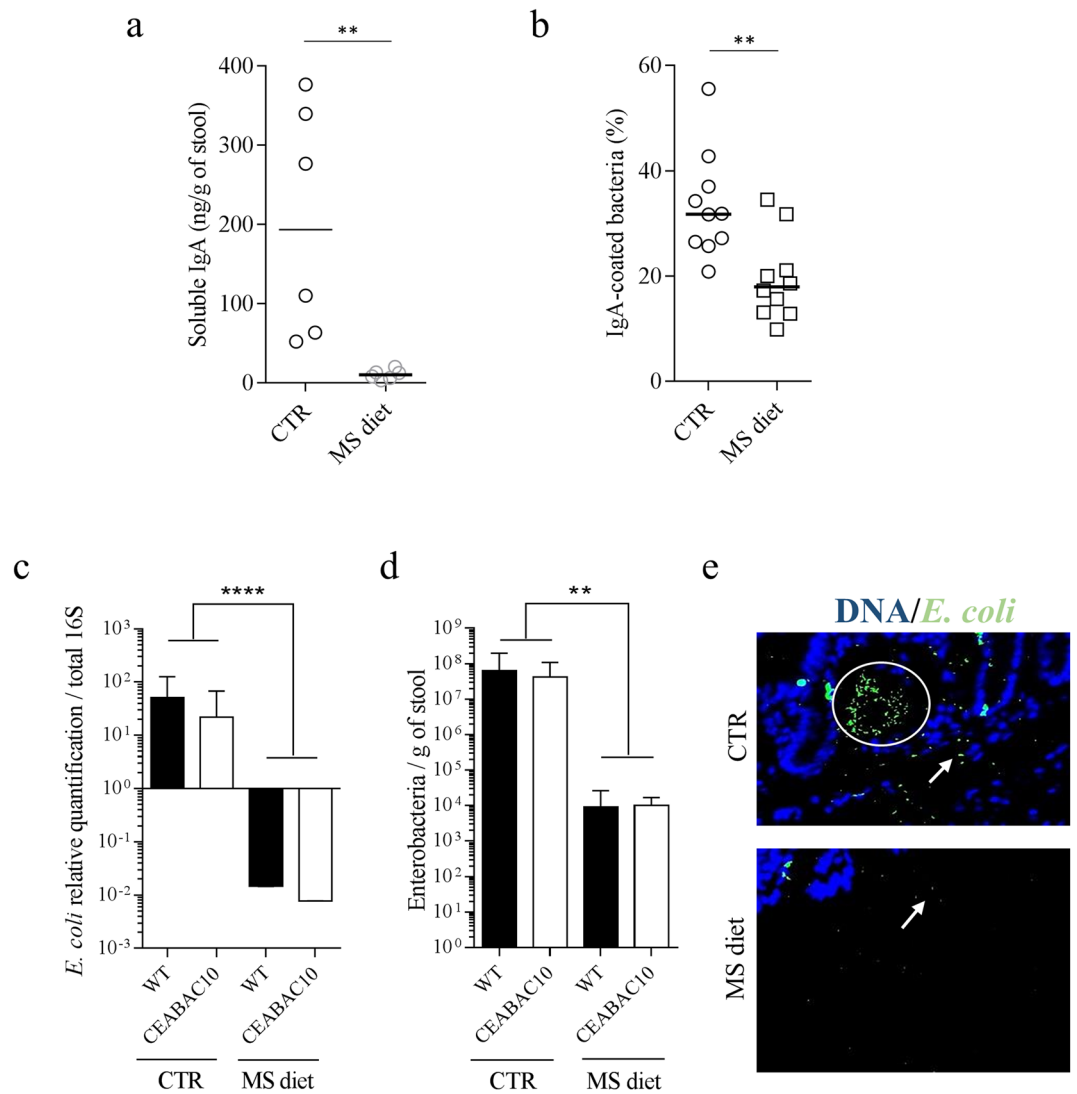 a
**
Soluble IgA (ng/g of stool)
400
300
200
100
0
CTR
MS diet
b
**
IgA-coated bacteria (%)
60
40
20
0
CTR
MS diet
c
****
E. coli relative quantification / total 16S
10³
10²
10¹
10⁰
10⁻¹
10⁻²
10⁻³
WT
CEABAC10
WT
CEABAC10
CTR
MS diet
d
**
Enterobacteria / g of stool
10⁹
10⁸
10⁷
10⁶
10⁵
10⁴
10³
10²
10¹
10⁰
WT
CEABAC10
WT
CEABAC10
CTR
MS diet
e
DNA/E. coli
CTR
MS diet